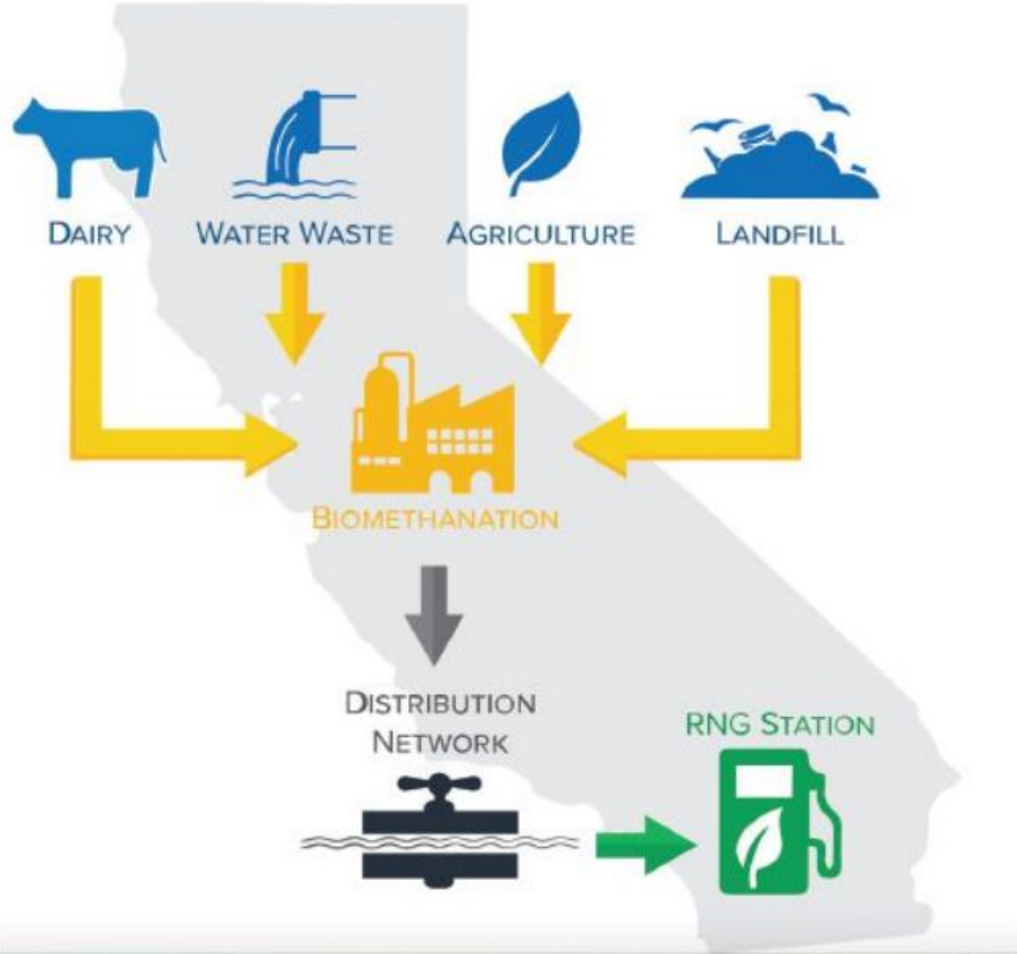 DAIRY
WATER WASTE
AGRICULTURE
LANDFILL
BIOMETHANATION
DISTRIBUTION
NETWORK
RNG STATION